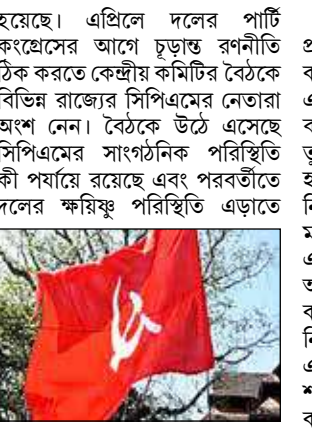 হয়েছে। এপ্রিলে দলের পার্টি
কংগ্রেসের আগে চূড়ান্ত রণনীতি
ঠিক করতে কেন্দ্রীয় কমিটির বৈঠকে
বিভিন্ন রাজ্যের সিপিএমের নেতারা
অংশ নেন। বৈঠকে উঠে এসেছে
সিপিএমের সাংগঠনিক পরিস্থিতি
কী পর্যায়ে রয়েছে এবং পরবর্তীতে
দলের ক্ষয়িষ্ণু পরিস্থিতি এড়াতে